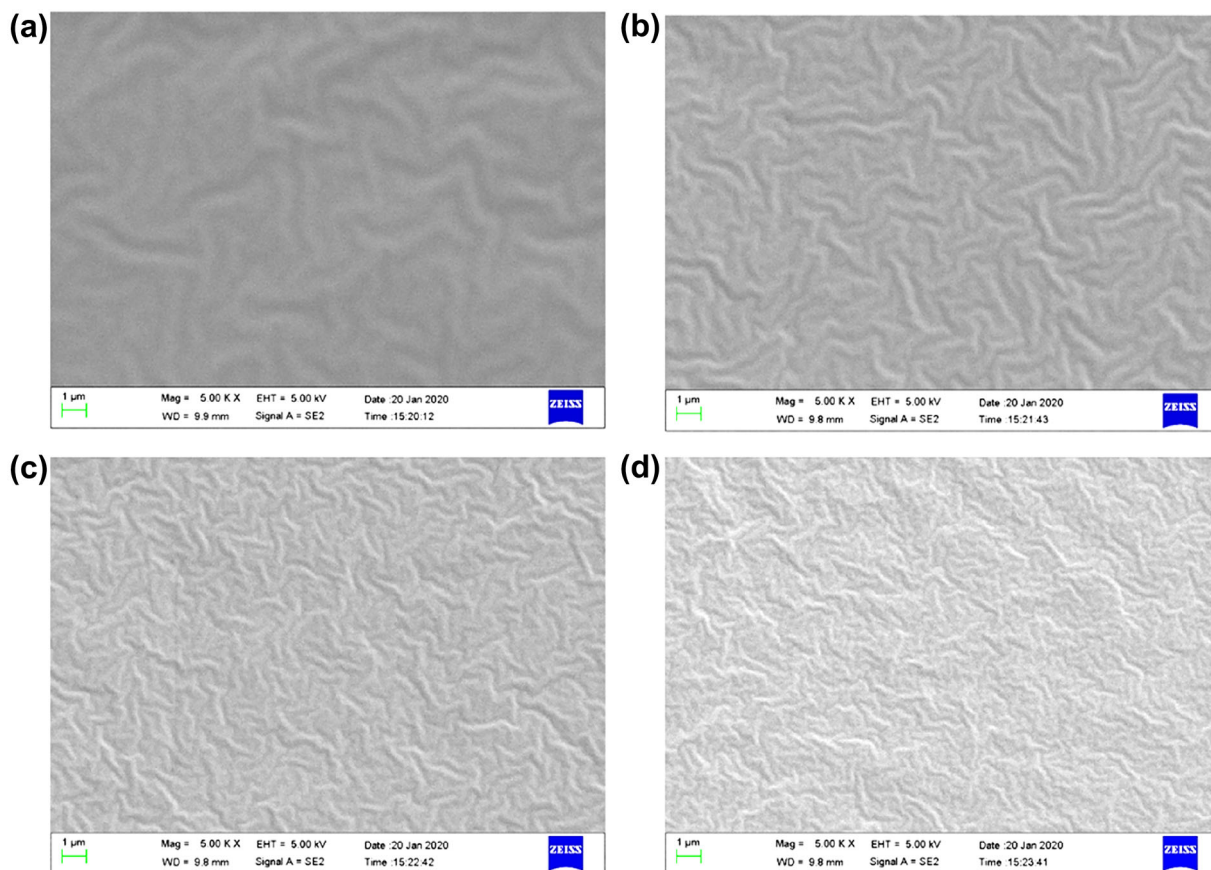 (a)
(b)
1 µm Mag = 5.00 K X EHT = 5.00 kV Date :20 Jan 2020 ZEISS
WD = 9.9 mm Signal A = SE2 Time :15:20:12
1 µm Mag = 5.00 K X EHT = 5.00 kV Date :20 Jan 2020 ZEISS
WD = 9.8 mm Signal A = SE2 Time :15:21:43
(c)
(d)
1 µm Mag = 5.00 K X EHT = 5.00 kV Date :20 Jan 2020 ZEISS
WD = 9.8 mm Signal A = SE2 Time :15:22:42
1 µm Mag = 5.00 K X EHT = 5.00 kV Date :20 Jan 2020 ZEISS
WD = 9.8 mm Signal A = SE2 Time :15:23:41